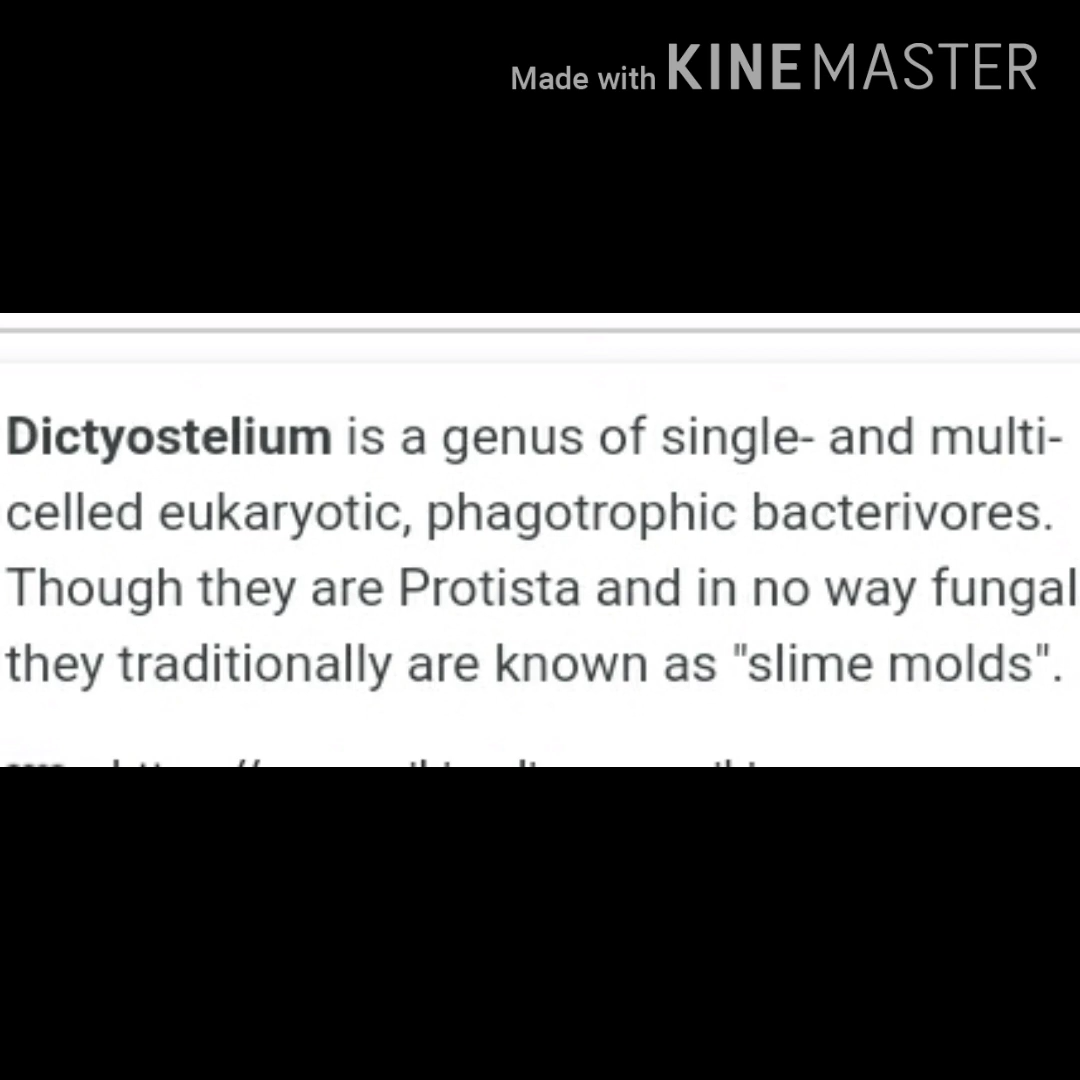 Made with KINEMASTER
Dictyostelium is a genus of single- and multi-
celled eukaryotic, phagotrophic bacterivores.
Though they are Protista and in no way fungal
they traditionally are known as "slime molds".